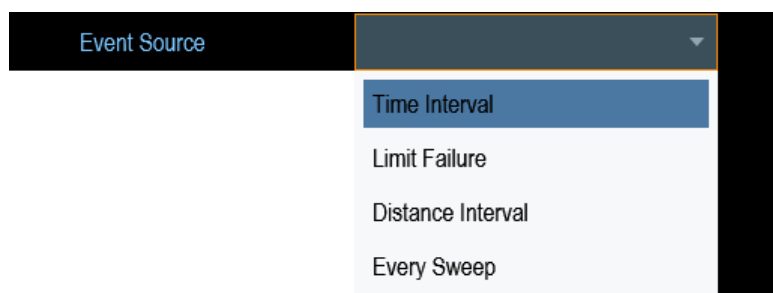 Event Source
Time Interval
Limit Failure
Distance Interval
Every Sweep